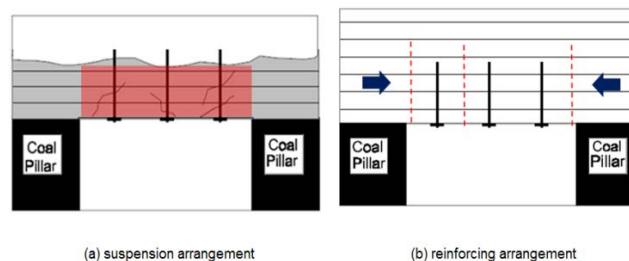 Coal
Pillar
Coal
Pillar
Coal
Pillar
Coal
Pillar
(a) suspension arrangement
(b) reinforcing arrangement